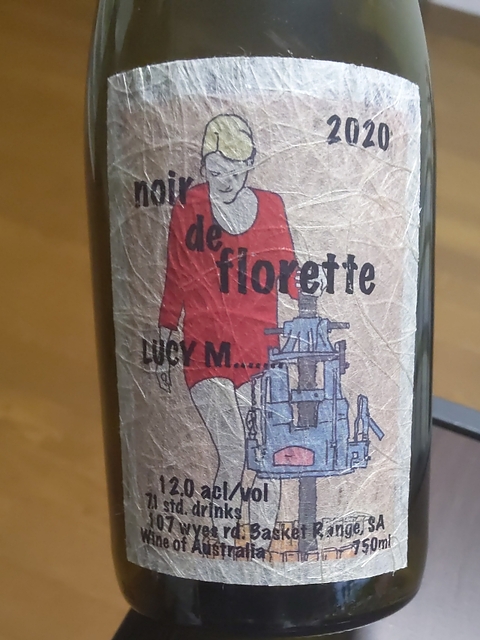 2020
noir
de
florette
LUCY M.......
12.0 acl/vol
7.1 std. drinks
107 wyes rd. Basket Range, SA
Wine of Australia 750ml